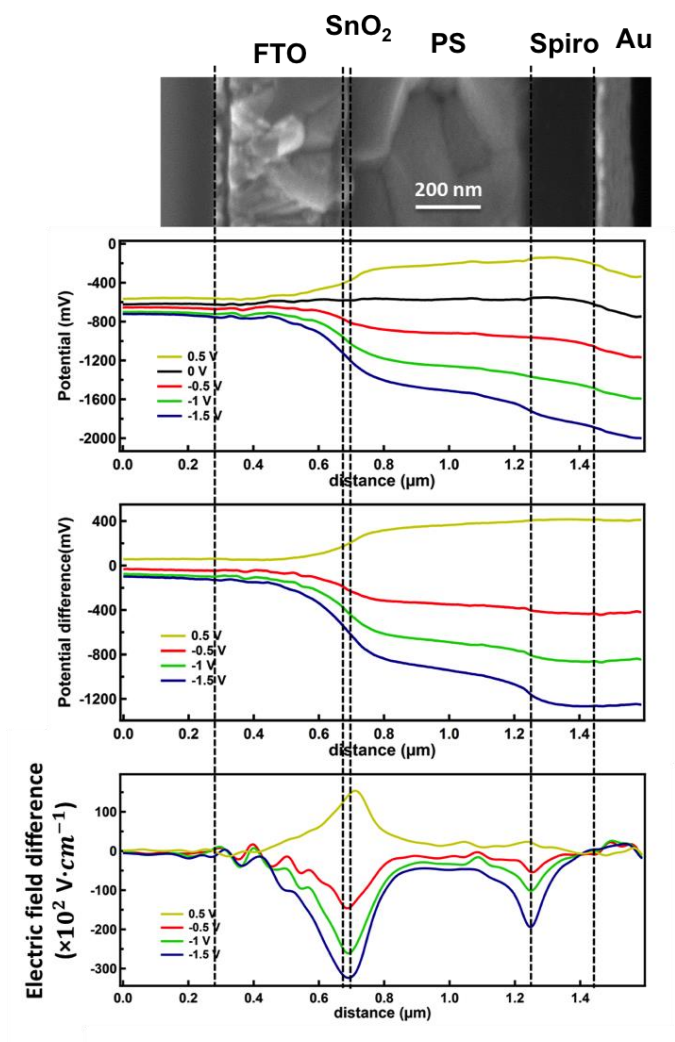 SnO₂
FTO
PS
Spiro
Au
200 nm
Potential (mV)
0
-400
-800
-1200
-1600
-2000
0.5 V
0 V
-0.5 V
-1 V
-1.5 V
0.0 0.2 0.4 0.6 0.8 1.0 1.2 1.4
distance (µm)
Potential difference(mV)
400
0
-400
-800
-1200
0.5 V
-0.5 V
-1 V
-1.5 V
0.0 0.2 0.4 0.6 0.8 1.0 1.2 1.4
distance (µm)
Electric field difference
(×10² V·cm⁻¹)
100
0
-100
-200
-300
0.5 V
-0.5 V
-1 V
-1.5 V
0.0 0.2 0.4 0.6 0.8 1.0 1.2 1.4
distance (µm)